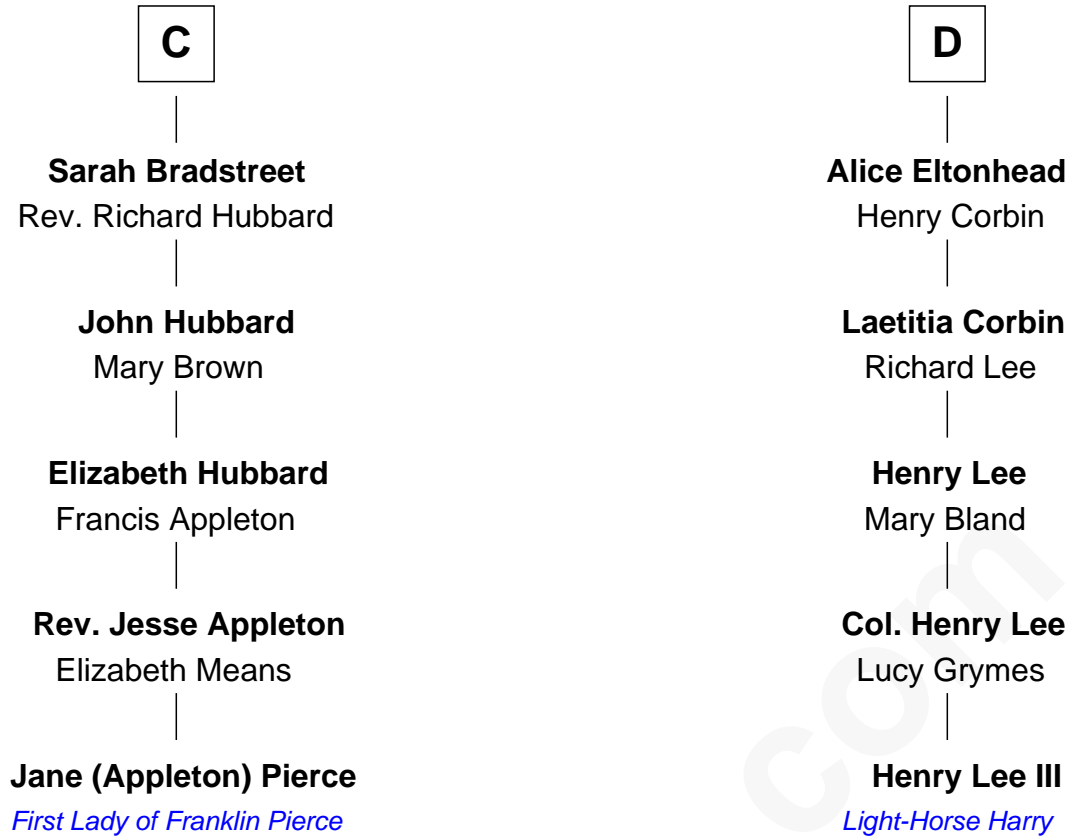 C
Sarah Bradstreet
Rev. Richard Hubbard
John Hubbard
Mary Brown
Elizabeth Hubbard
Francis Appleton
Rev. Jesse Appleton
Elizabeth Means
Jane (Appleton) Pierce
First Lady of Franklin Pierce
D
Alice Eltonhead
Henry Corbin
Laetitia Corbin
Richard Lee
Henry Lee
Mary Bland
Col. Henry Lee
Lucy Grymes
Henry Lee III
Light-Horse Harry
com